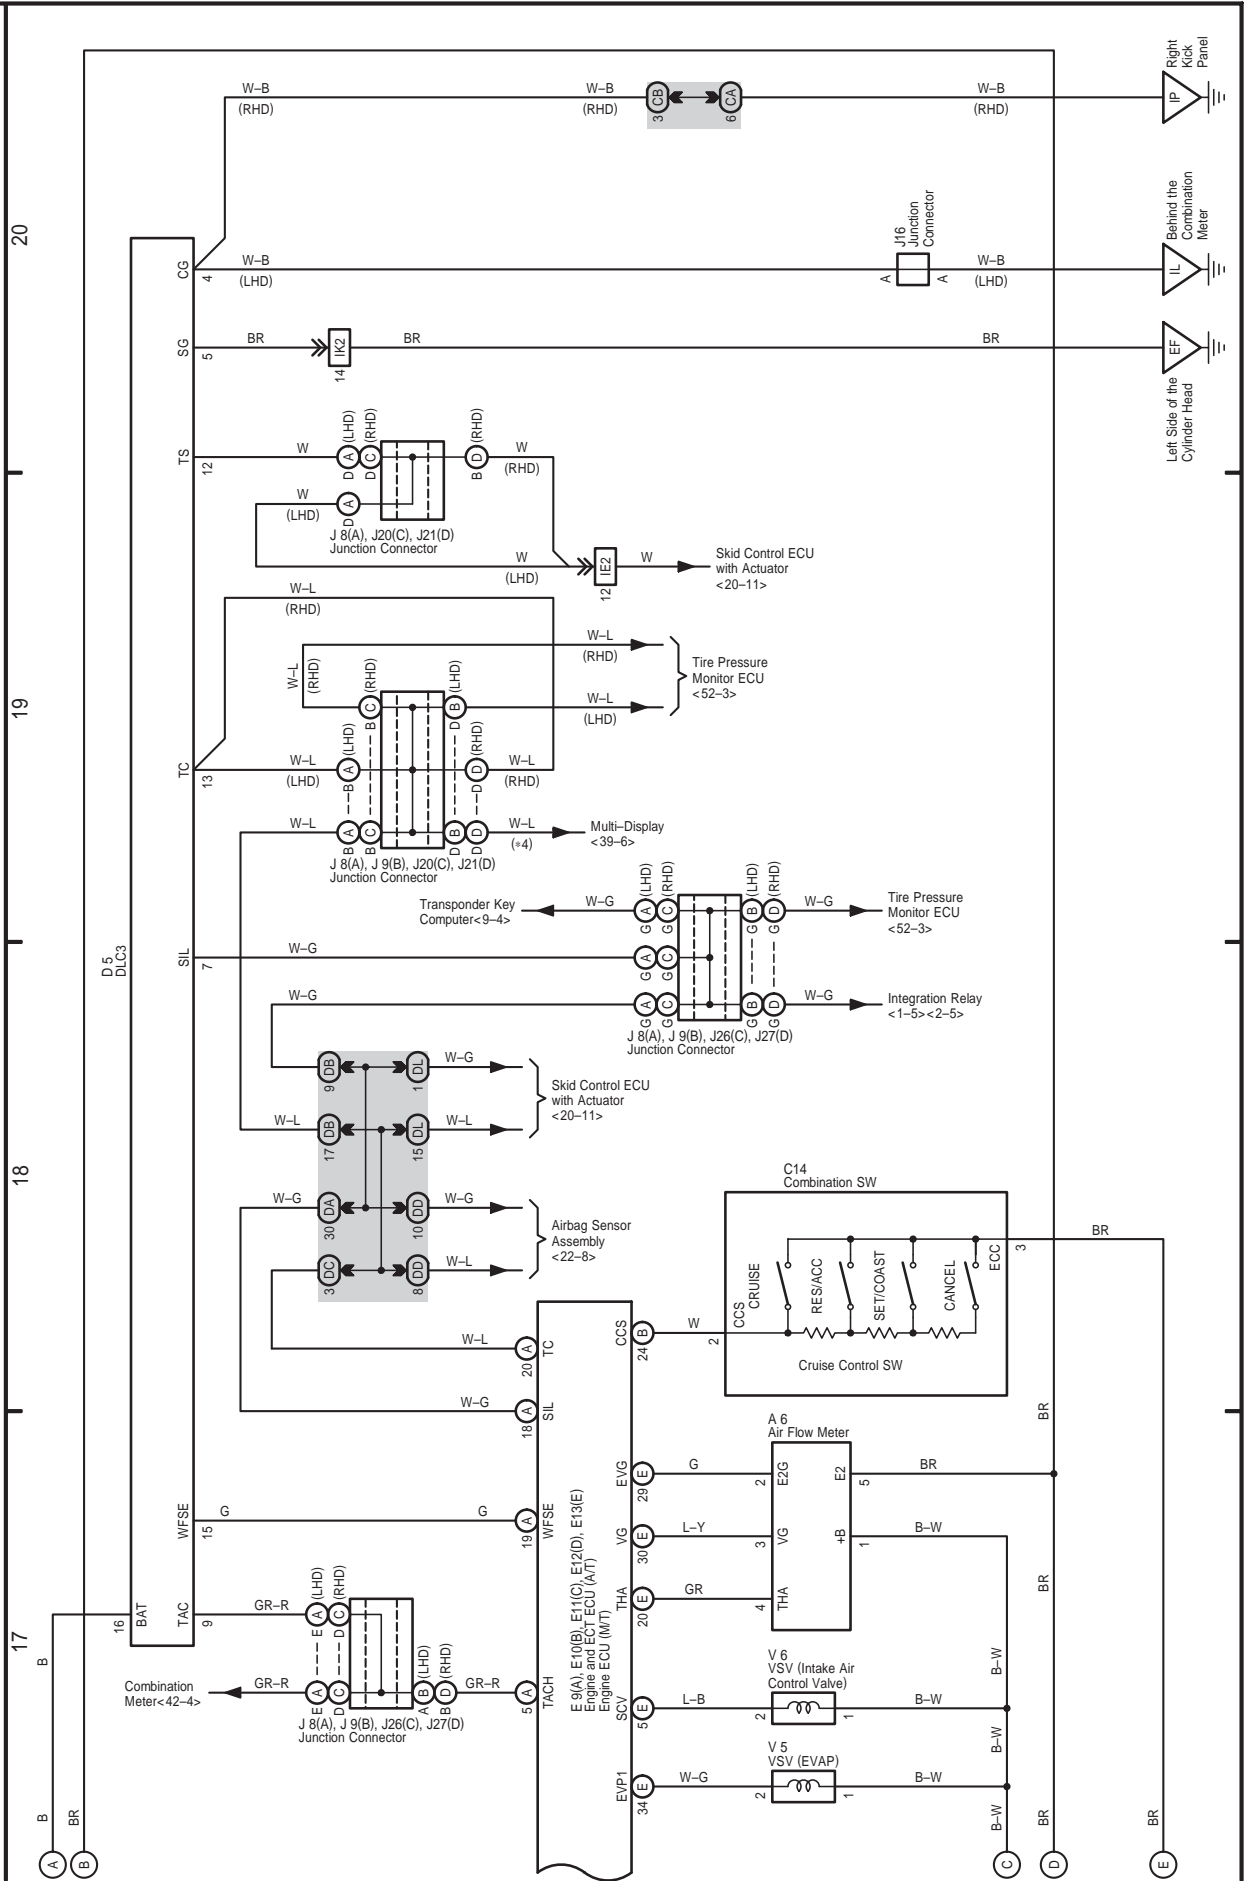 W–B
(RHD)
W–B
(RHD)
3 CB
6 CA
W–B
(RHD)
IP
Right
Kick
Panel
20
CG
4
W–B
(LHD)
A
J16
Junction
Connector
A
W–B
(LHD)
IL
Behind the
Combination
Meter
SG
5
BR
IK2
14
BR
BR
EF
Left Side of the
Cylinder Head
TS
12
W
D A (LHD)
D C (RHD)
B D (RHD)
W
(RHD)
W
(LHD)
D A
J 8(A), J20(C), J21(D)
Junction Connector
W
(LHD)
IE2
12
W
Skid Control ECU
with Actuator
<20–11>
W–L
(RHD)
W–L
(RHD)
W–L
(RHD)
Tire Pressure
Monitor ECU
<52–3>
19
B C (RHD)
D B (LHD)
W–L
(LHD)
TC
13
W–L
(LHD)
B A (LHD)
D D (RHD)
W–L
(RHD)
W–L
B A
B C
D B
D D
W–L
(*4)
Multi–Display
<39–6>
J 8(A), J 9(B), J20(C), J21(D)
Junction Connector
Transponder Key
Computer<9–4>
W–G
G A (LHD)
G C (RHD)
G B (LHD)
G D (RHD)
W–G
Tire Pressure
Monitor ECU
<52–3>
D 5
DLC3
SIL
7
W–G
G A
G C
W–G
G A
G C
G B
G D
W–G
Integration Relay
<1–5><2–5>
J 8(A), J 9(B), J26(C), J27(D)
Junction Connector
9 DB
1 DL
W–G
Skid Control ECU
with Actuator
<20–11>
W–L
17 DB
15 DL
W–L
18
W–G
30 DA
10 DD
W–G
Airbag Sensor
Assembly
<22–8>
3 DC
8 DD
W–L
C14
Combination SW
CCS
CRUISE
RES/ACC
SET/COAST
CANCEL
ECC
3
BR
Cruise Control SW
W–L
20 A
TC
CCS
24 B
W
2
W–G
18 A
SIL
BR
A 6
Air Flow Meter
EVG
29 E
G
2
E2G
E2
5
BR
WFSE
15
G
G
19 A
WFSE
VG
30 E
L–Y
3
VG
+B
1
B–W
E 9(A), E10(B), E11(C), E12(D), E13(E)
Engine and ECT ECU (A/T)
Engine ECU (M/T)
THA
20 E
GR
4
THA
BR
17
B
16
BAT
TAC
9
GR–R
E A (LHD)
D C (RHD)
Combination
Meter<42–4>
GR–R
E A
D C
A B (LHD)
B D (RHD)
GR–R
5 A
TACH
J 8(A), J 9(B), J26(C), J27(D)
Junction Connector
V 6
VSV (Intake Air
Control Valve)
SCV
5 E
L–B
2
1
B–W
B–W
B–W
V 5
VSV (EVAP)
EVP1
34 E
W–G
2
1
B–W
B
BR
B–W
BR
BR
A
B
C
D
E